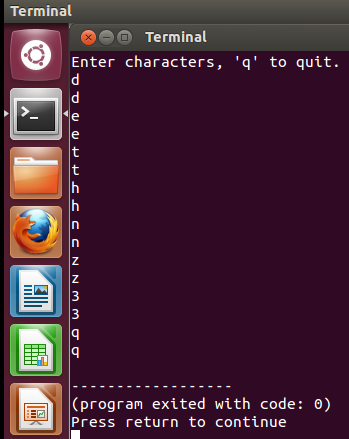 Terminal
Terminal
Enter characters, 'q' to quit.
d
d
e
e
t
t
h
h
n
n
z
z
3
3
q
q
------------------
(program exited with code: 0)
Press return to continue